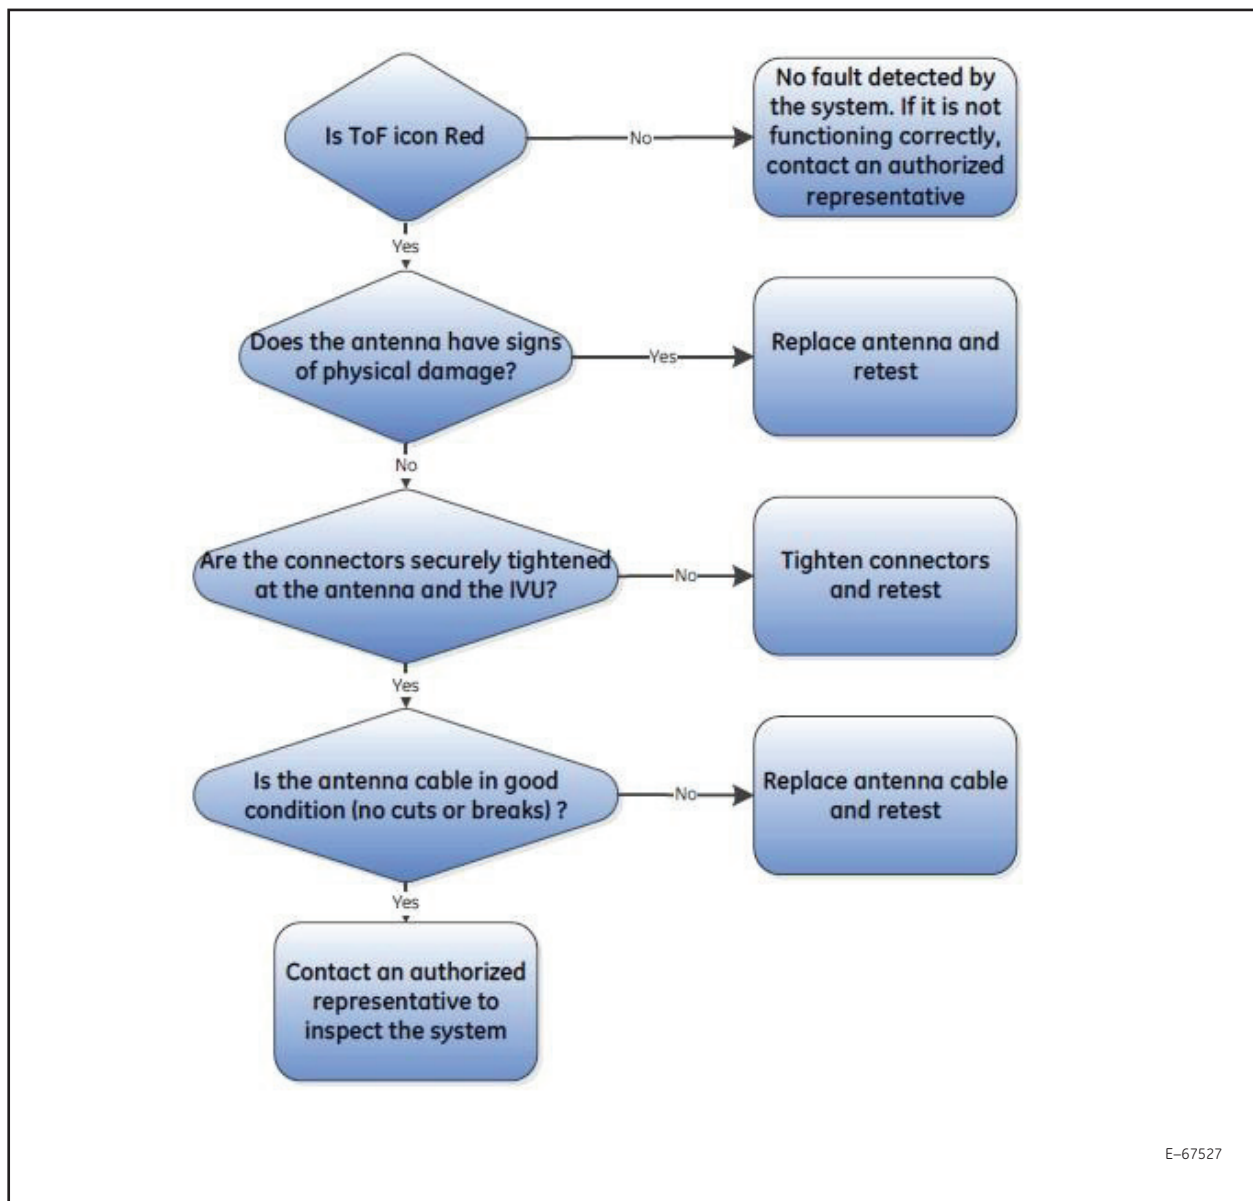 Is ToF icon Red
No
No fault detected by
the system. If it is not
functioning correctly,
contact an authorized
representative
Yes
Does the antenna have signs
of physical damage?
Yes
Replace antenna and
retest
No
Are the connectors securely tightened
at the antenna and the IVU?
No
Tighten connectors
and retest
Yes
Is the antenna cable in good
condition (no cuts or breaks) ?
No
Replace antenna cable
and retest
Yes
Contact an authorized
representative to
inspect the system
E–67527